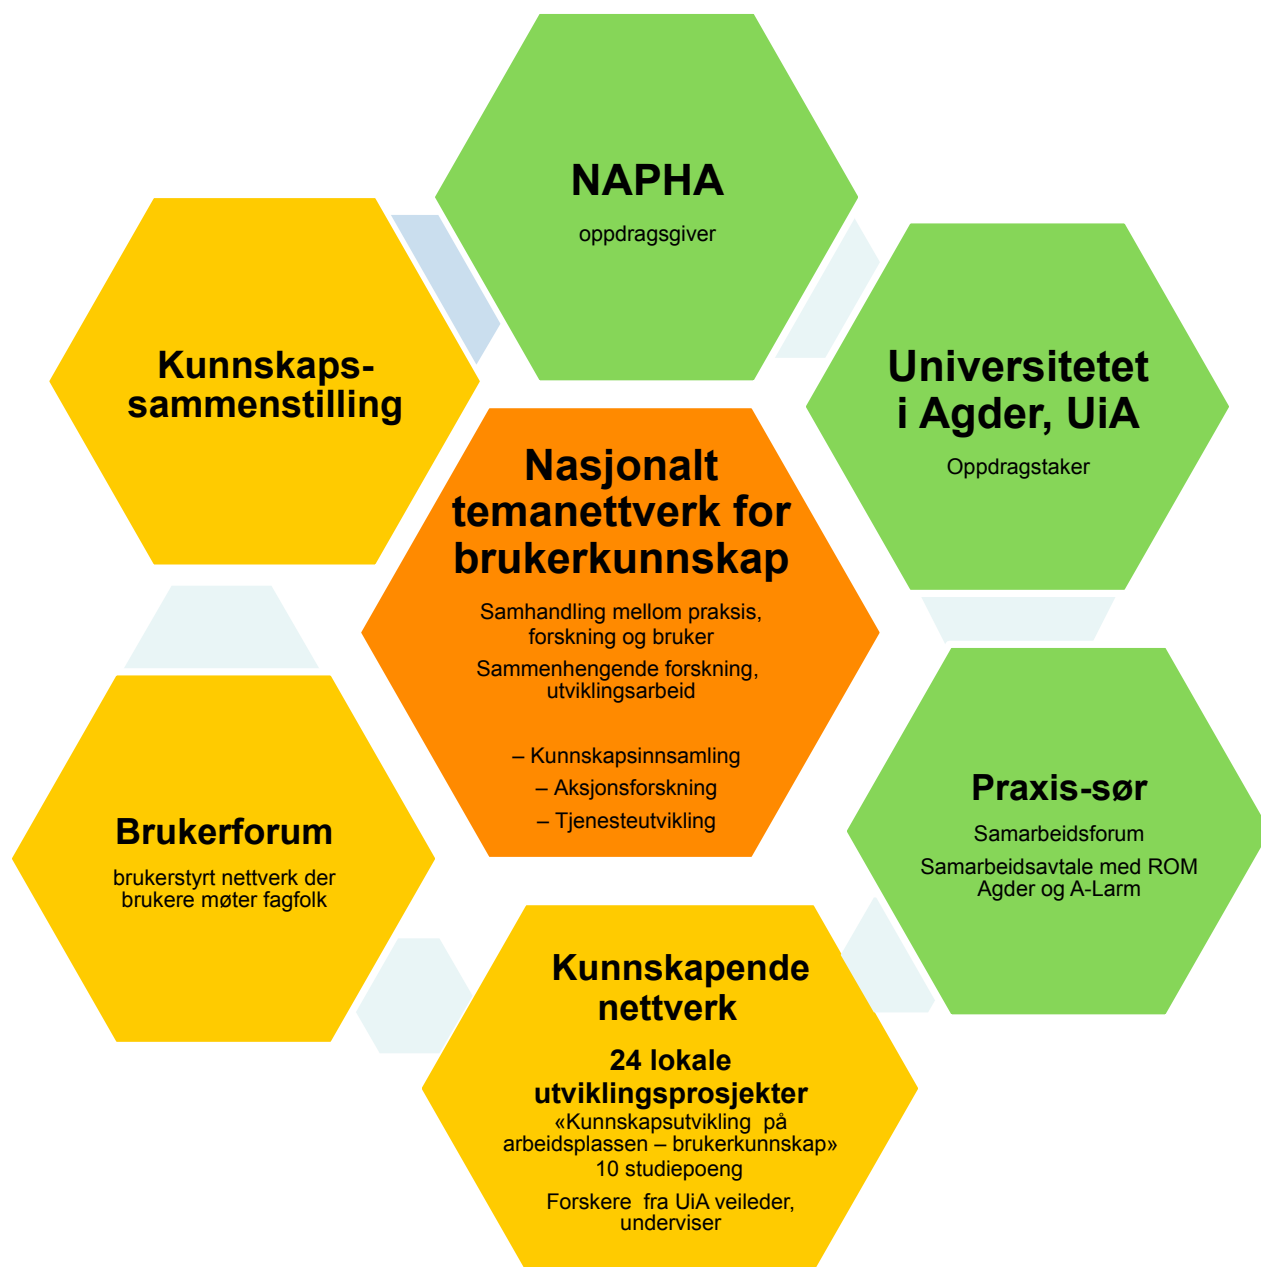 NAPHA
oppdragsgiver
Kunnskaps-
sammenstilling
Universitetet
i Agder, UiA
Oppdragstaker
Nasjonalt
temanettverk for
brukerkunnskap
Samhandling mellom praksis,
forskning og bruker
Sammenhengende forskning,
utviklingsarbeid
– Kunnskapsinnsamling
– Aksjonsforskning
– Tjenesteutvikling
Praxis-sør
Samarbeidsforum
Samarbeidsavtale med ROM
Agder og A-Larm
Brukerforum
brukerstyrt nettverk der
brukere møter fagfolk
Kunnskapende
nettverk
24 lokale
utviklingsprosjekter
«Kunnskapsutvikling på
arbeidsplassen – brukerkunnskap»
10 studiepoeng
Forskere fra UiA veileder,
underviser